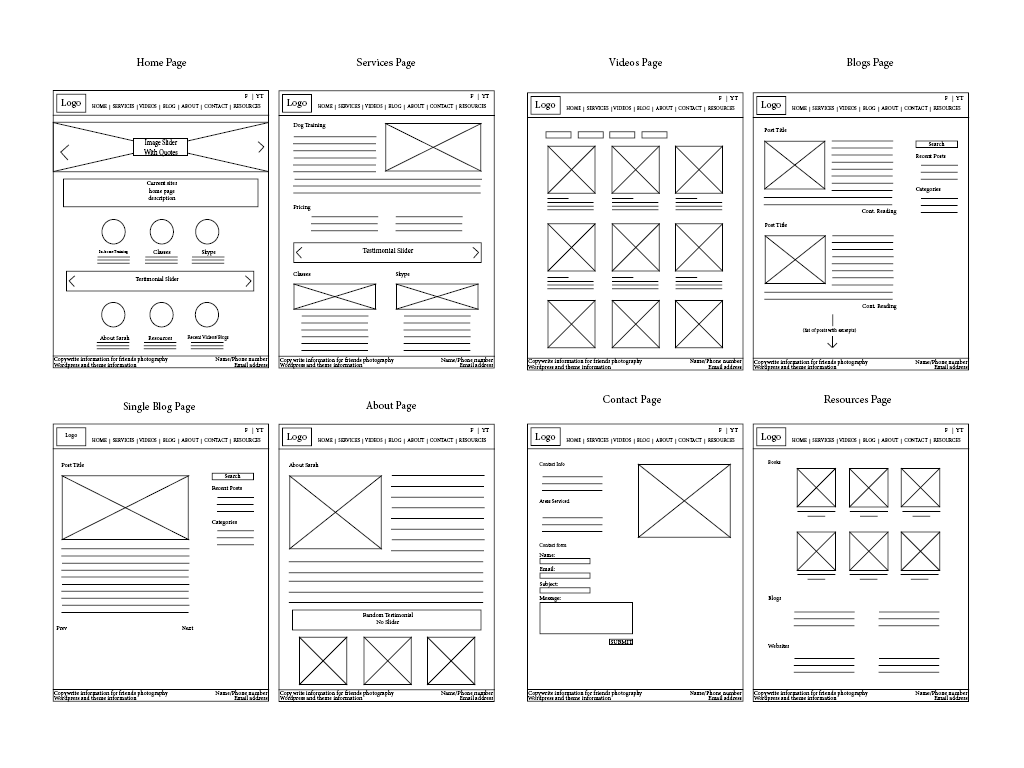 Home Page
F | YT
Logo
HOME | SERVICES | VIDEOS | BLOG | ABOUT | CONTACT | RESOURCES
Image Slider
With Quotes
Current sites
home page
description
In-home Training
Classes
Skype
Testimonial Slider
About Sarah
Resources
Recent Videos/Blogs
Copywrite information for friends photography
Wordpress and theme information
Name/Phone number
Email address
Services Page
F | YT
Logo
HOME | SERVICES | VIDEOS | BLOG | ABOUT | CONTACT | RESOURCES
Dog Training
Pricing
Testimonial Slider
Classes
Skype
Copywrite information for friends photography
Wordpress and theme information
Name/Phone number
Email address
Videos Page
F | YT
Logo
HOME | SERVICES | VIDEOS | BLOG | ABOUT | CONTACT | RESOURCES
Copywrite information for friends photography
Wordpress and theme information
Name/Phone number
Email address
Blogs Page
F | YT
Logo
HOME | SERVICES | VIDEOS | BLOG | ABOUT | CONTACT | RESOURCES
Post Title
Search
Recent Posts
Categories
Cont. Reading
Post Title
Cont. Reading
(list of posts with excerpts)
Copywrite information for friends photography
Wordpress and theme information
Name/Phone number
Email address
Single Blog Page
F | YT
Logo
HOME | SERVICES | VIDEOS | BLOG | ABOUT | CONTACT | RESOURCES
Post Title
Search
Recent Posts
Categories
Prev
Next
Copywrite information for friends photography
Wordpress and theme information
Name/Phone number
Email address
About Page
F | YT
Logo
HOME | SERVICES | VIDEOS | BLOG | ABOUT | CONTACT | RESOURCES
About Sarah
Random Testimonial
No Slider
Copywrite information for friends photography
Wordpress and theme information
Name/Phone number
Email address
Contact Page
F | YT
Logo
HOME | SERVICES | VIDEOS | BLOG | ABOUT | CONTACT | RESOURCES
Contact Info
Areas Serviced
Contact form
Name:
Email:
Subject:
Message:
SUBMIT
Copywrite information for friends photography
Wordpress and theme information
Name/Phone number
Email address
Resources Page
F | YT
Logo
HOME | SERVICES | VIDEOS | BLOG | ABOUT | CONTACT | RESOURCES
Books
Blogs
Websites
Copywrite information for friends photography
Wordpress and theme information
Name/Phone number
Email address